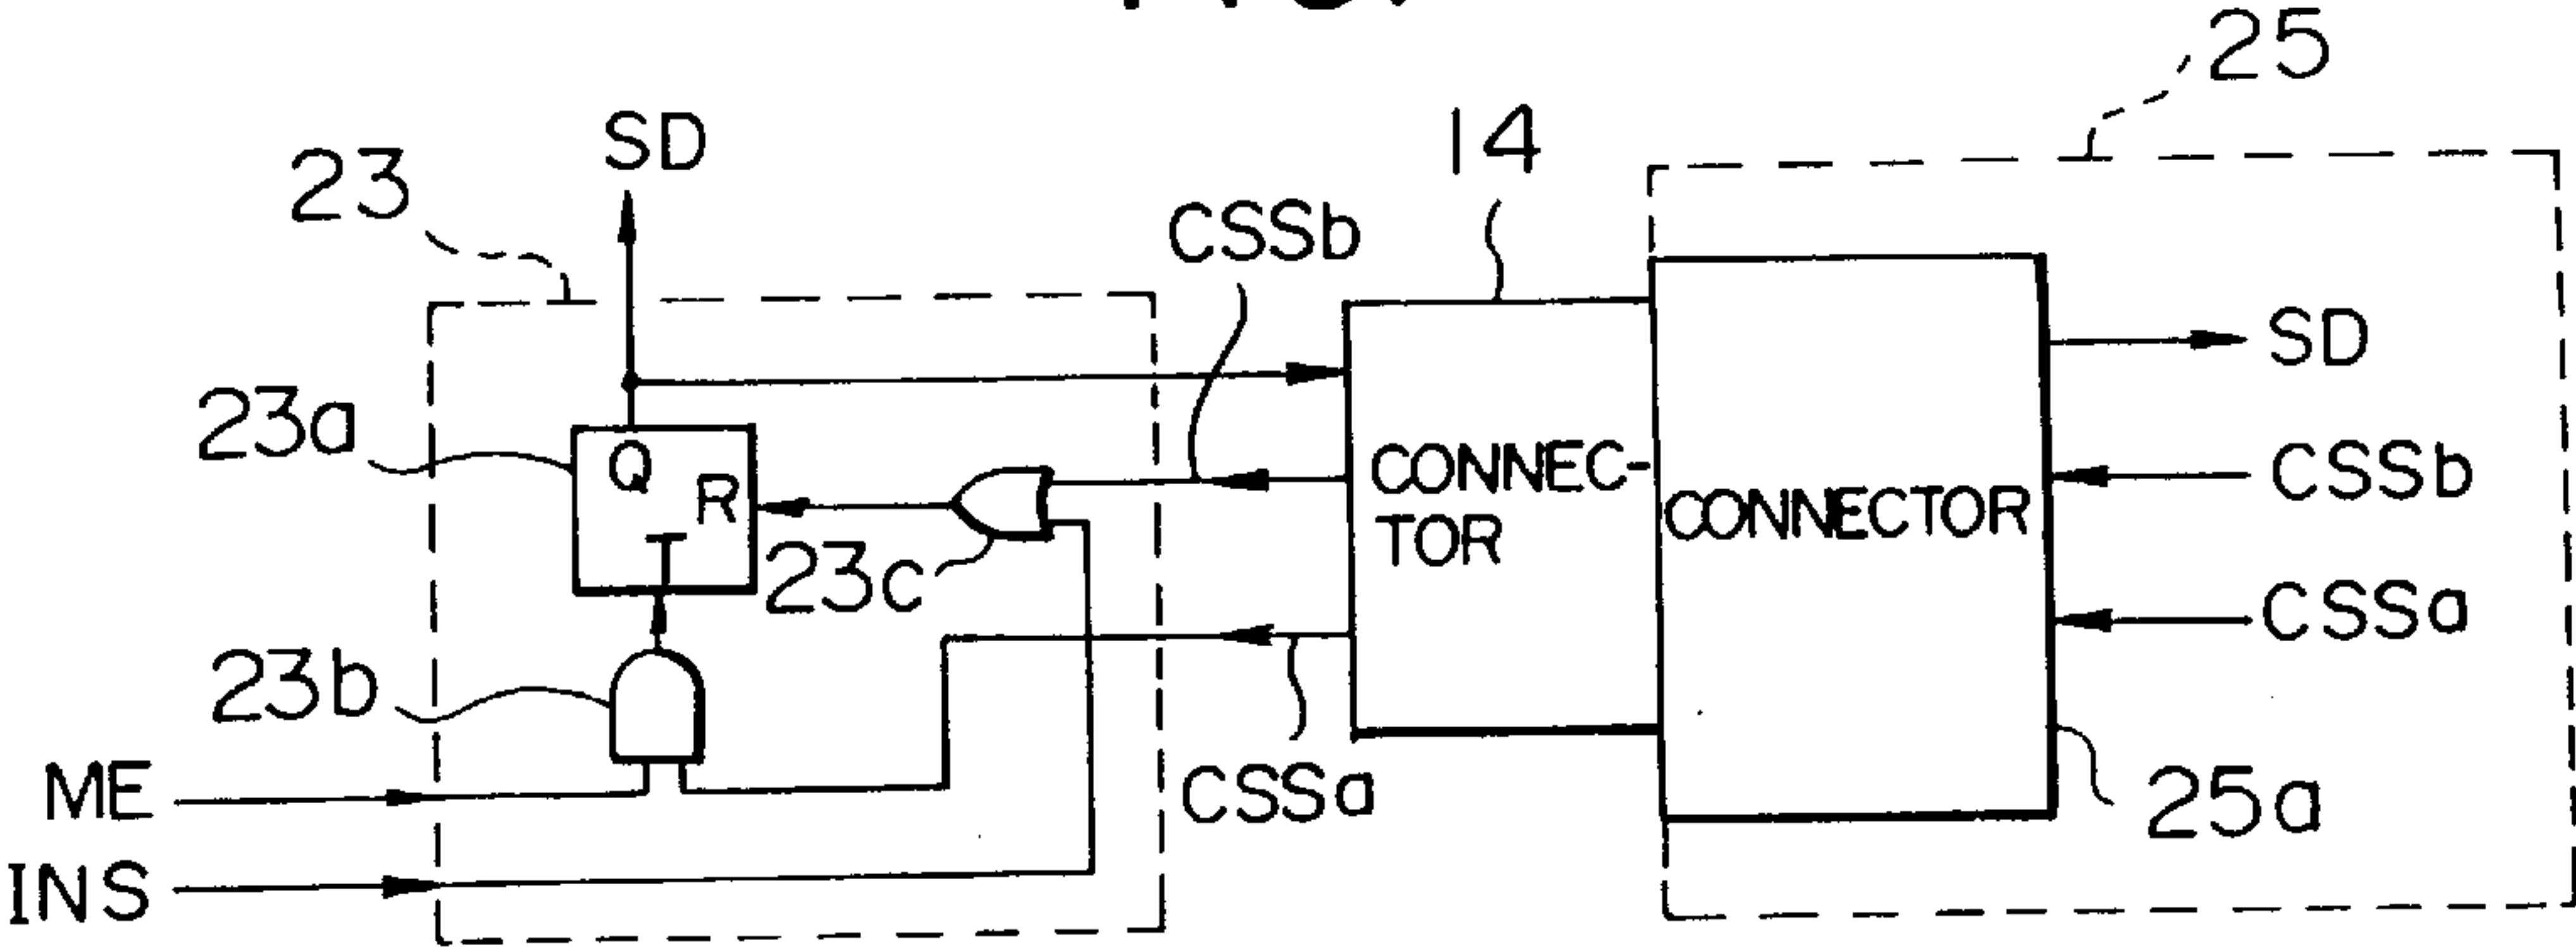 25
SD
14
23
CSSb
SD
23a
Q
R
CONNEC-
TOR
CONNECTOR
CSSb
T
23c
CSSa
23b
ME
CSSa
25a
INS